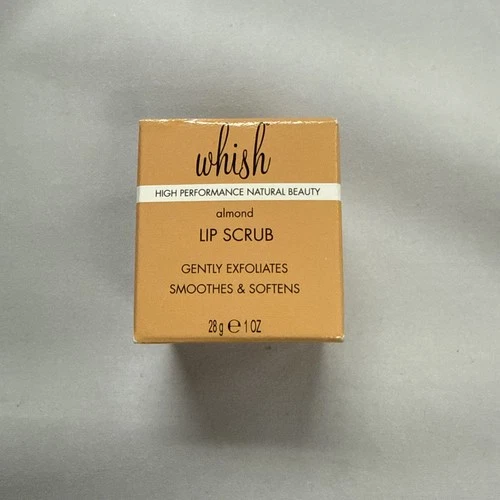 whish
HIGH PERFORMANCE NATURAL BEAUTY
almond
LIP SCRUB
GENTLY EXFOLIATES
SMOOTHES & SOFTENS
28 g ℮ 1 OZ